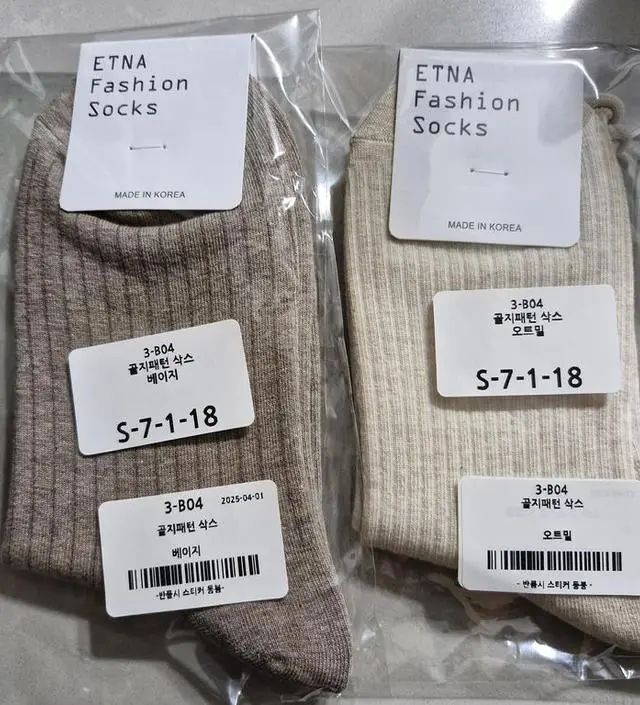 ETNA
Fashion
Socks
MADE IN KOREA
3-B04
골지패턴 삭스
베이지
S-7-1-18
3-B04 2025-04-01
골지패턴 삭스
베이지
-반품시 스티커 동봉-
ETNA
Fashion
Socks
MADE IN KOREA
3-B04
골지패턴 삭스
오트밀
S-7-1-18
3-B04
골지패턴 삭스
오트밀
- 반품시 스티커 동봉 -